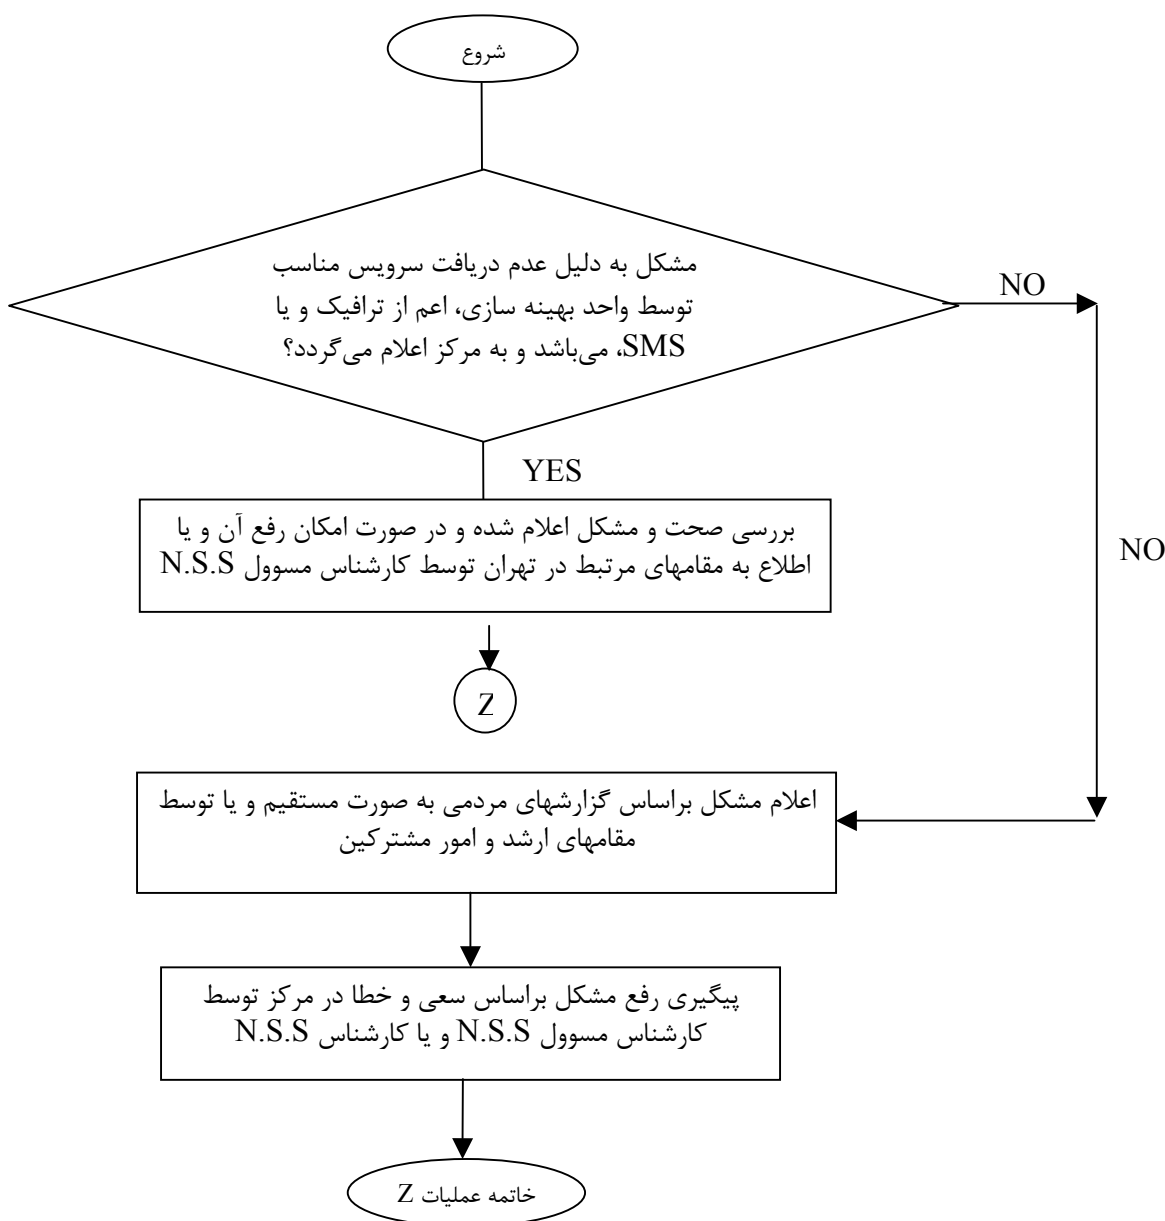 شروع
مشکل به دلیل عدم دریافت سرویس مناسب
توسط واحد بهینه سازی، اعم از ترافیک و یا
SMS، می‌باشد و به مرکز اعلام می‌گردد؟
NO
YES
بررسی صحت و مشکل اعلام شده و در صورت امکان رفع آن و یا
اطلاع به مقامهای مرتبط در تهران توسط کارشناس مسوول N.S.S
NO
Z
اعلام مشکل براساس گزارشهای مردمی به صورت مستقیم و یا توسط
مقامهای ارشد و امور مشترکین
پیگیری رفع مشکل براساس سعی و خطا در مرکز توسط
کارشناس مسوول N.S.S و یا کارشناس N.S.S
خاتمه عملیات Z